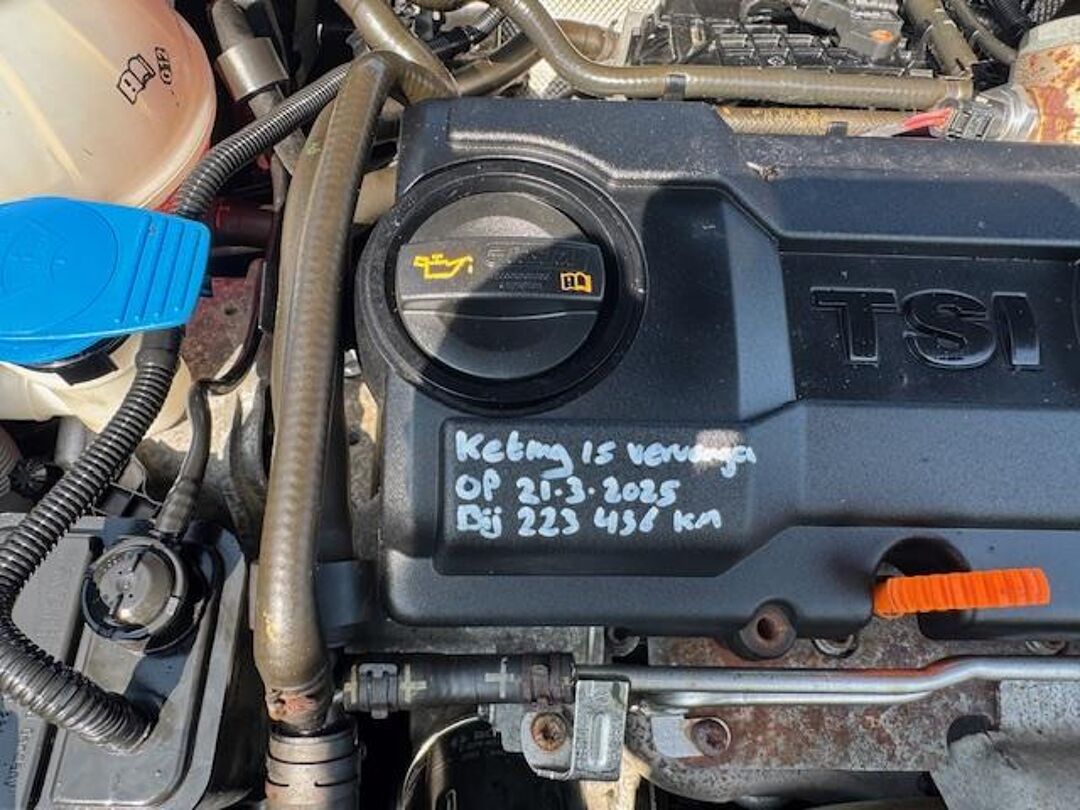 TSI
Ketting is vervanga
OP 21.3.2025
Bij 223 436 km